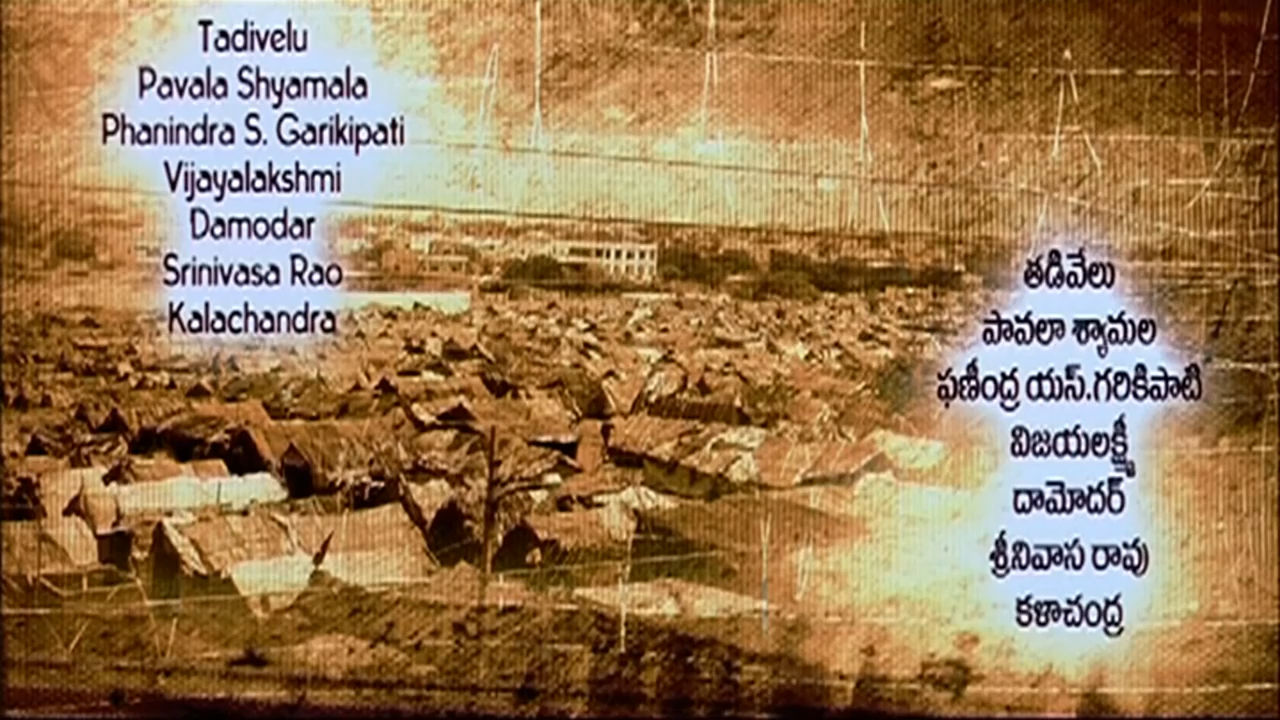 Tadivelu
Pavala Shyamala
Phanindra S. Garikipati
Vijayalakshmi
Damodar
Srinivasa Rao
Kalachandra
తడివేలు
పావలా శ్యామల
ఫణీంద్ర యస్.గరికిపాటి
విజయలక్ష్మీ
దామోదర్
శ్రీనివాస రావు
కళాచంద్ర